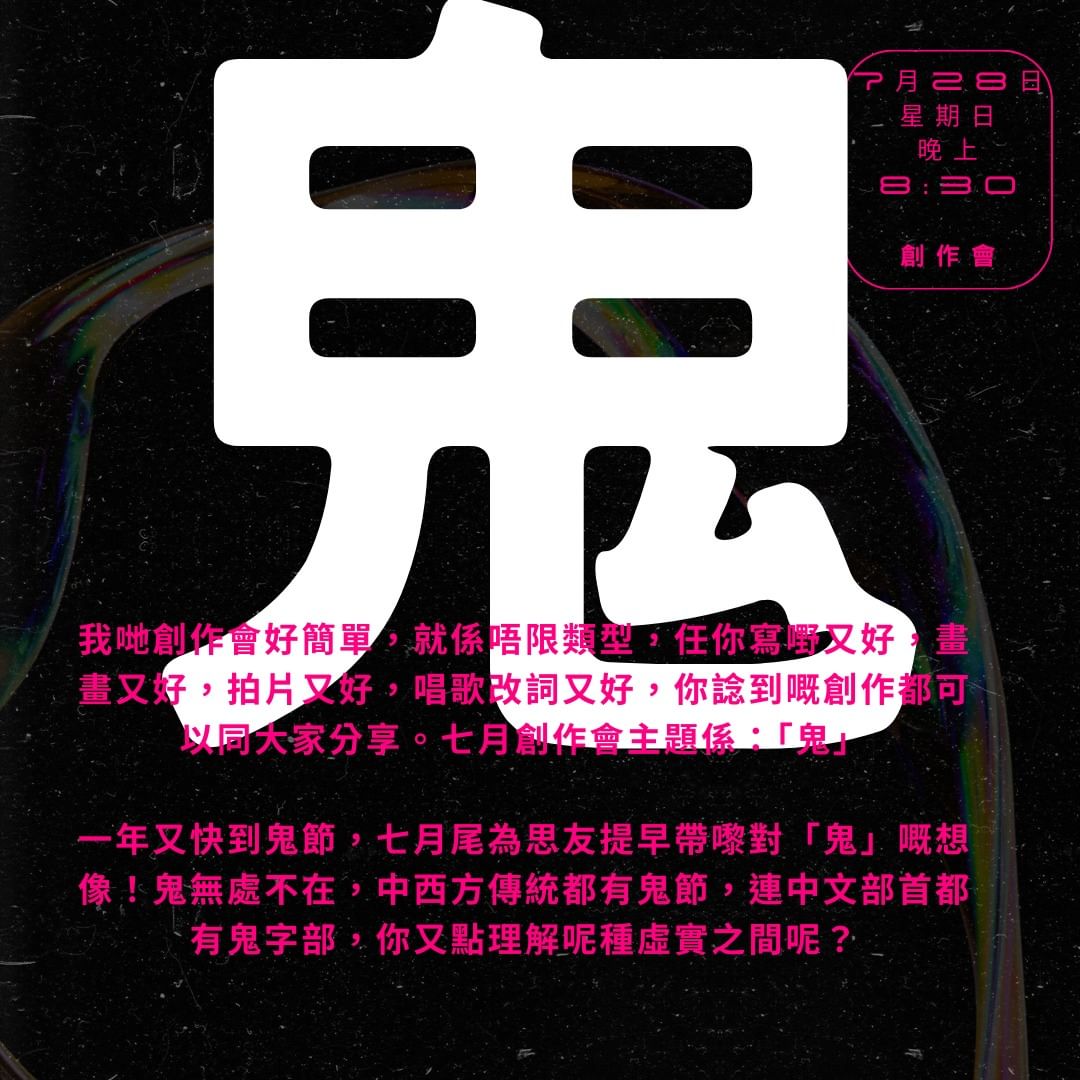 鬼
7月28日
星期日
晚上
8:30
創作會
我哋創作會好簡單，就係唔限類型，任你寫嘢又好，畫
畫又好，拍片又好，唱歌改詞又好，你諗到嘅創作都可
以同大家分享。七月創作會主題係：「鬼」
一年又快到鬼節，七月尾為思友提早帶嚟對「鬼」嘅想
像！鬼無處不在，中西方傳統都有鬼節，連中文部首都
有鬼字部，你又點理解呢種虛實之間呢？